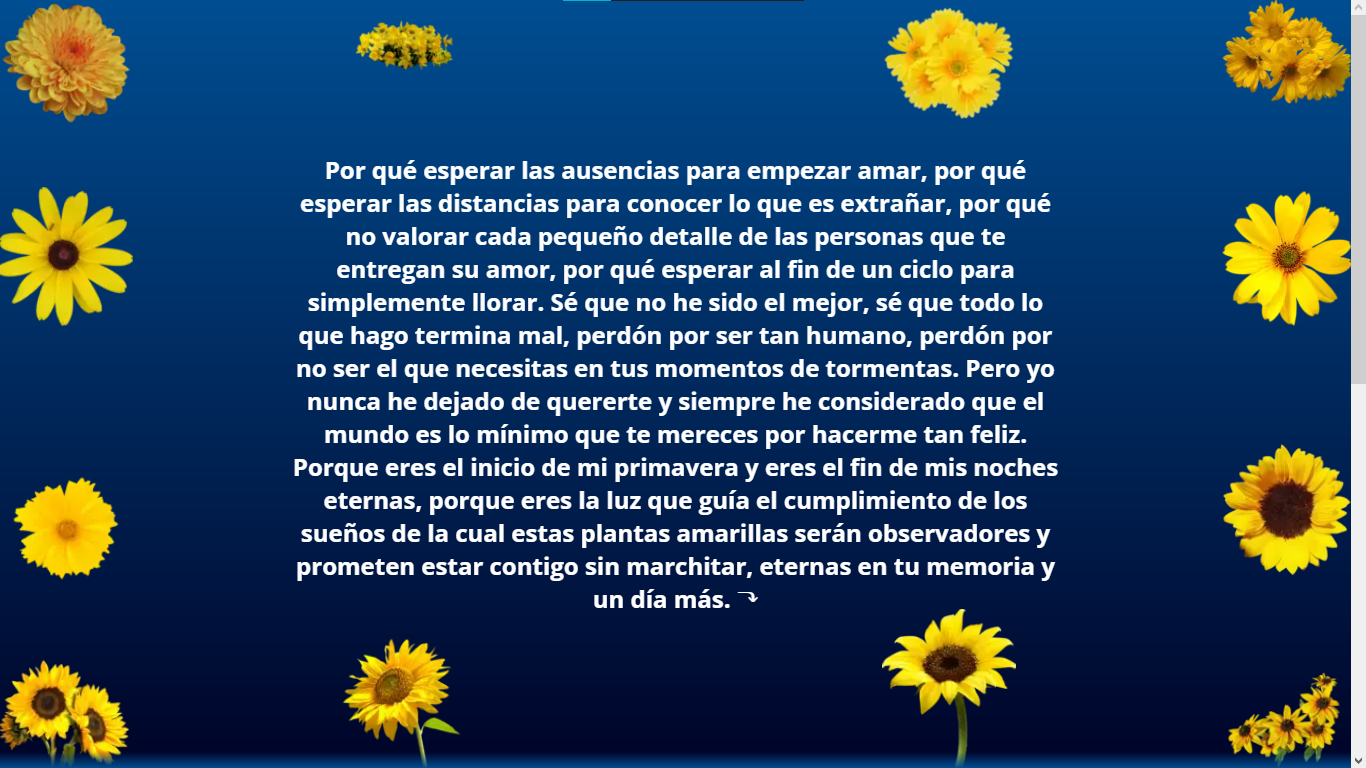 Por qué esperar las ausencias para empezar amar, por qué
esperar las distancias para conocer lo que es extrañar, por qué
no valorar cada pequeño detalle de las personas que te
entregan su amor, por qué esperar al fin de un ciclo para
simplemente llorar. Sé que no he sido el mejor, sé que todo lo
que hago termina mal, perdón por ser tan humano, perdón por
no ser el que necesitas en tus momentos de tormentas. Pero yo
nunca he dejado de quererte y siempre he considerado que el
mundo es lo mínimo que te mereces por hacerme tan feliz.
Porque eres el inicio de mi primavera y eres el fin de mis noches
eternas, porque eres la luz que guía el cumplimiento de los
sueños de la cual estas plantas amarillas serán observadores y
prometen estar contigo sin marchitar, eternas en tu memoria y
un día más. ⤵